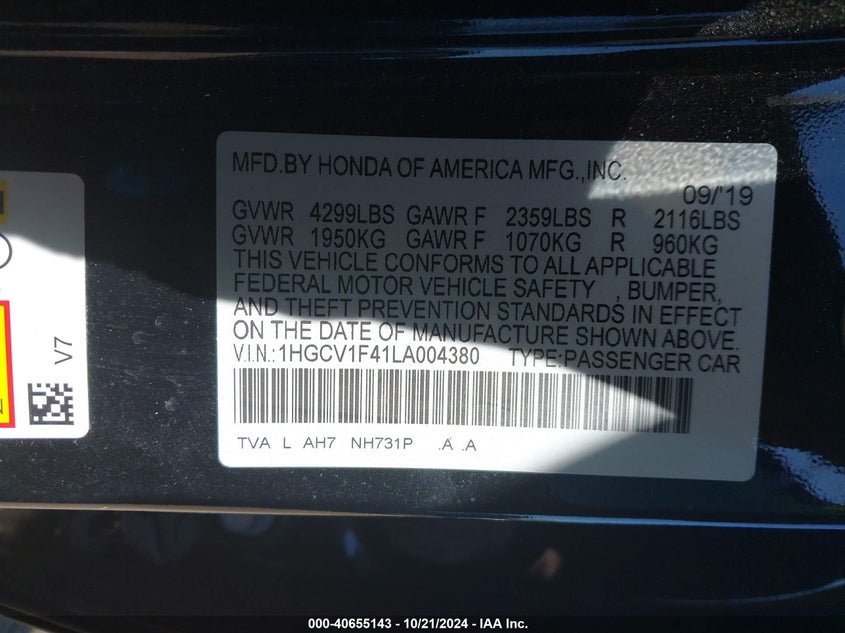 MFD.BY HONDA OF AMERICA MFG.,INC.
09/'19
GVWR 4299LBS GAWR F 2359LBS R 2116LBS
GVWR 1950KG GAWR F 1070KG R 960KG
THIS VEHICLE CONFORMS TO ALL APPLICABLE
FEDERAL MOTOR VEHICLE SAFETY , BUMPER,
AND THEFT PREVENTION STANDARDS IN EFFECT
ON THE DATE OF MANUFACTURE SHOWN ABOVE.
V.I.N.:1HGCV1F41LA004380 TYPE:PASSENGER CAR
TVA L AH7 NH731P .A .A
V7
000-40655143 - 10/21/2024 - IAA Inc.